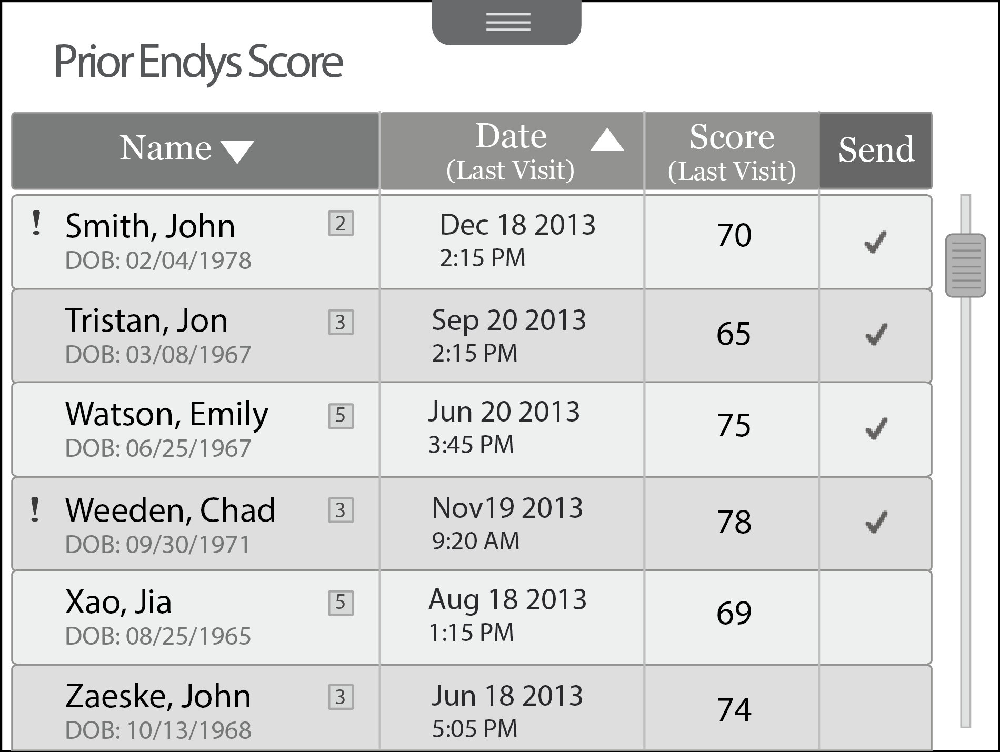 Prior Endys Score
Name Date Score Send
(Last Visit) (Last Visit)
! Smith, John 2 Dec 18 2013 70
DOB: 02/04/1978 2:15 PM
Tristan, Jon 3 Sep 20 2013 65
DOB: 03/08/1967 2:15 PM
Watson, Emily 5 Jun 20 2013 75
DOB: 06/25/1967 3:45 PM
! Weeden, Chad 3 Nov19 2013 78
DOB: 09/30/1971 9:20 AM
Xao, Jia 5 Aug 18 2013 69
DOB: 08/25/1965 1:15 PM
Zaeske, John 3 Jun 18 2013 74
DOB: 10/13/1968 5:05 PM